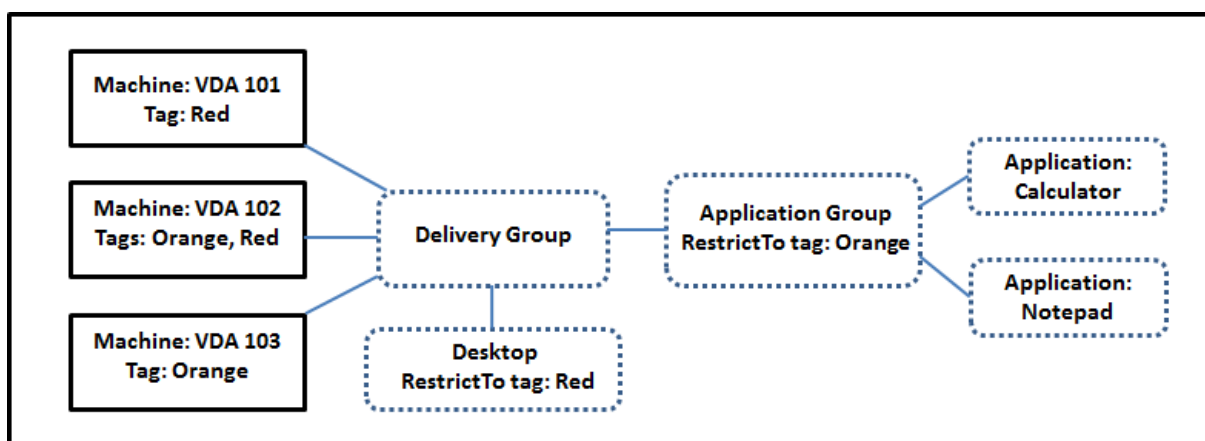 Machine: VDA 101
Tag: Red
Machine: VDA 102
Tags: Orange, Red
Machine: VDA 103
Tag: Orange
Delivery Group
Desktop
RestrictTo tag: Red
Application Group
RestrictTo tag: Orange
Application:
Calculator
Application:
Notepad